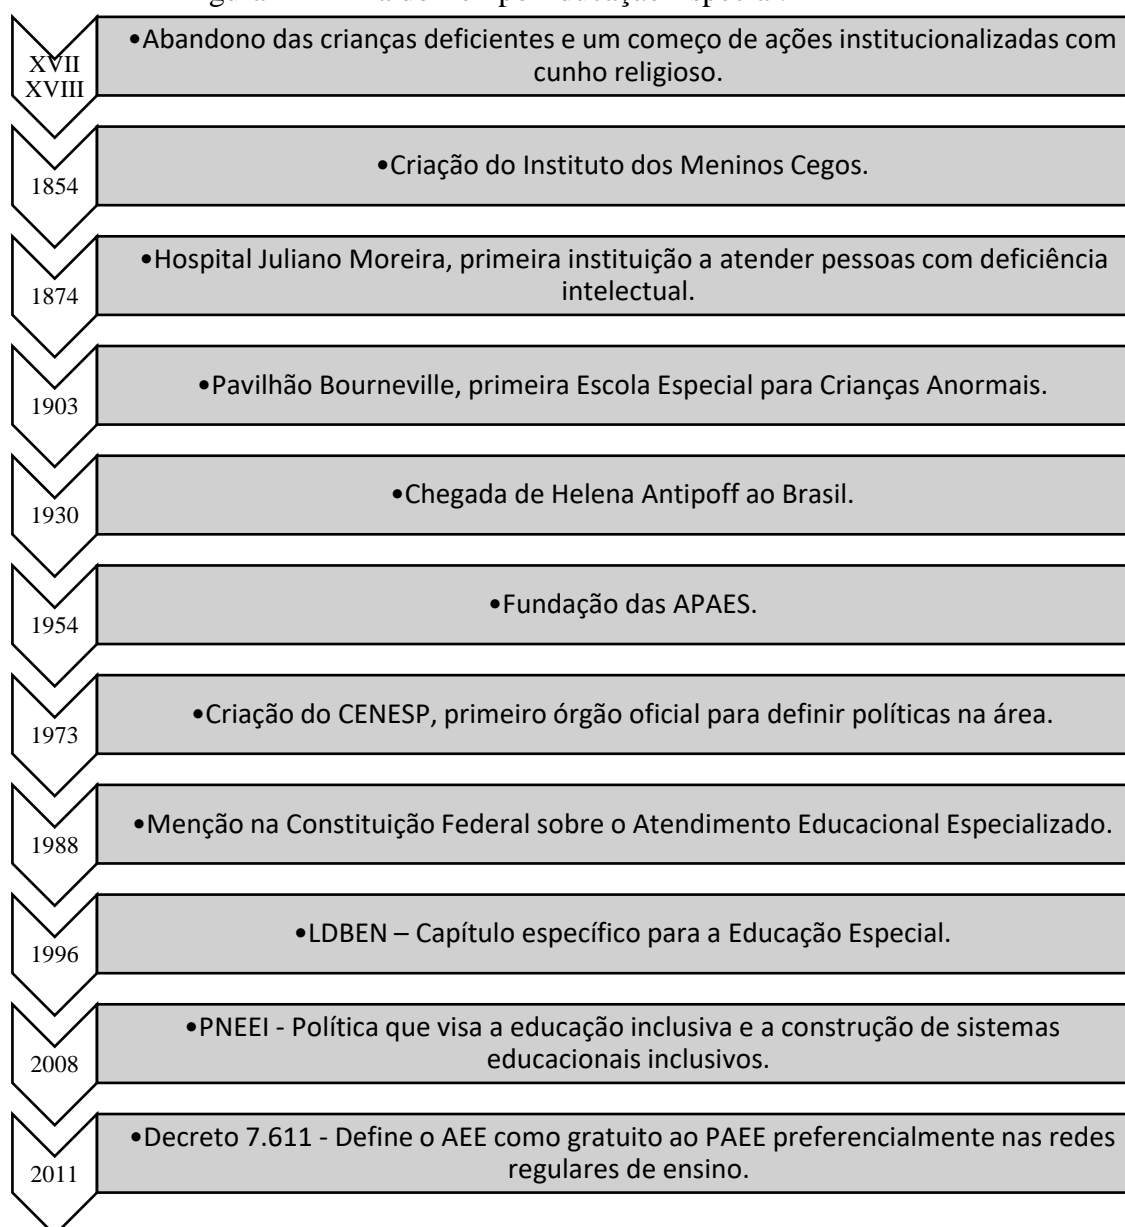 XVII
XVIII
•Abandono das crianças deficientes e um começo de ações institucionalizadas com
cunho religioso.
1854
•Criação do Instituto dos Meninos Cegos.
1874
•Hospital Juliano Moreira, primeira instituição a atender pessoas com deficiência
intelectual.
1903
•Pavilhão Bourneville, primeira Escola Especial para Crianças Anormais.
1930
•Chegada de Helena Antipoff ao Brasil.
1954
•Fundação das APAES.
1973
•Criação do CENESP, primeiro órgão oficial para definir políticas na área.
1988
•Menção na Constituição Federal sobre o Atendimento Educacional Especializado.
1996
•LDBEN – Capítulo específico para a Educação Especial.
2008
•PNEEI - Política que visa a educação inclusiva e a construção de sistemas
educacionais inclusivos.
2011
•Decreto 7.611 - Define o AEE como gratuito ao PAEE preferencialmente nas redes
regulares de ensino.